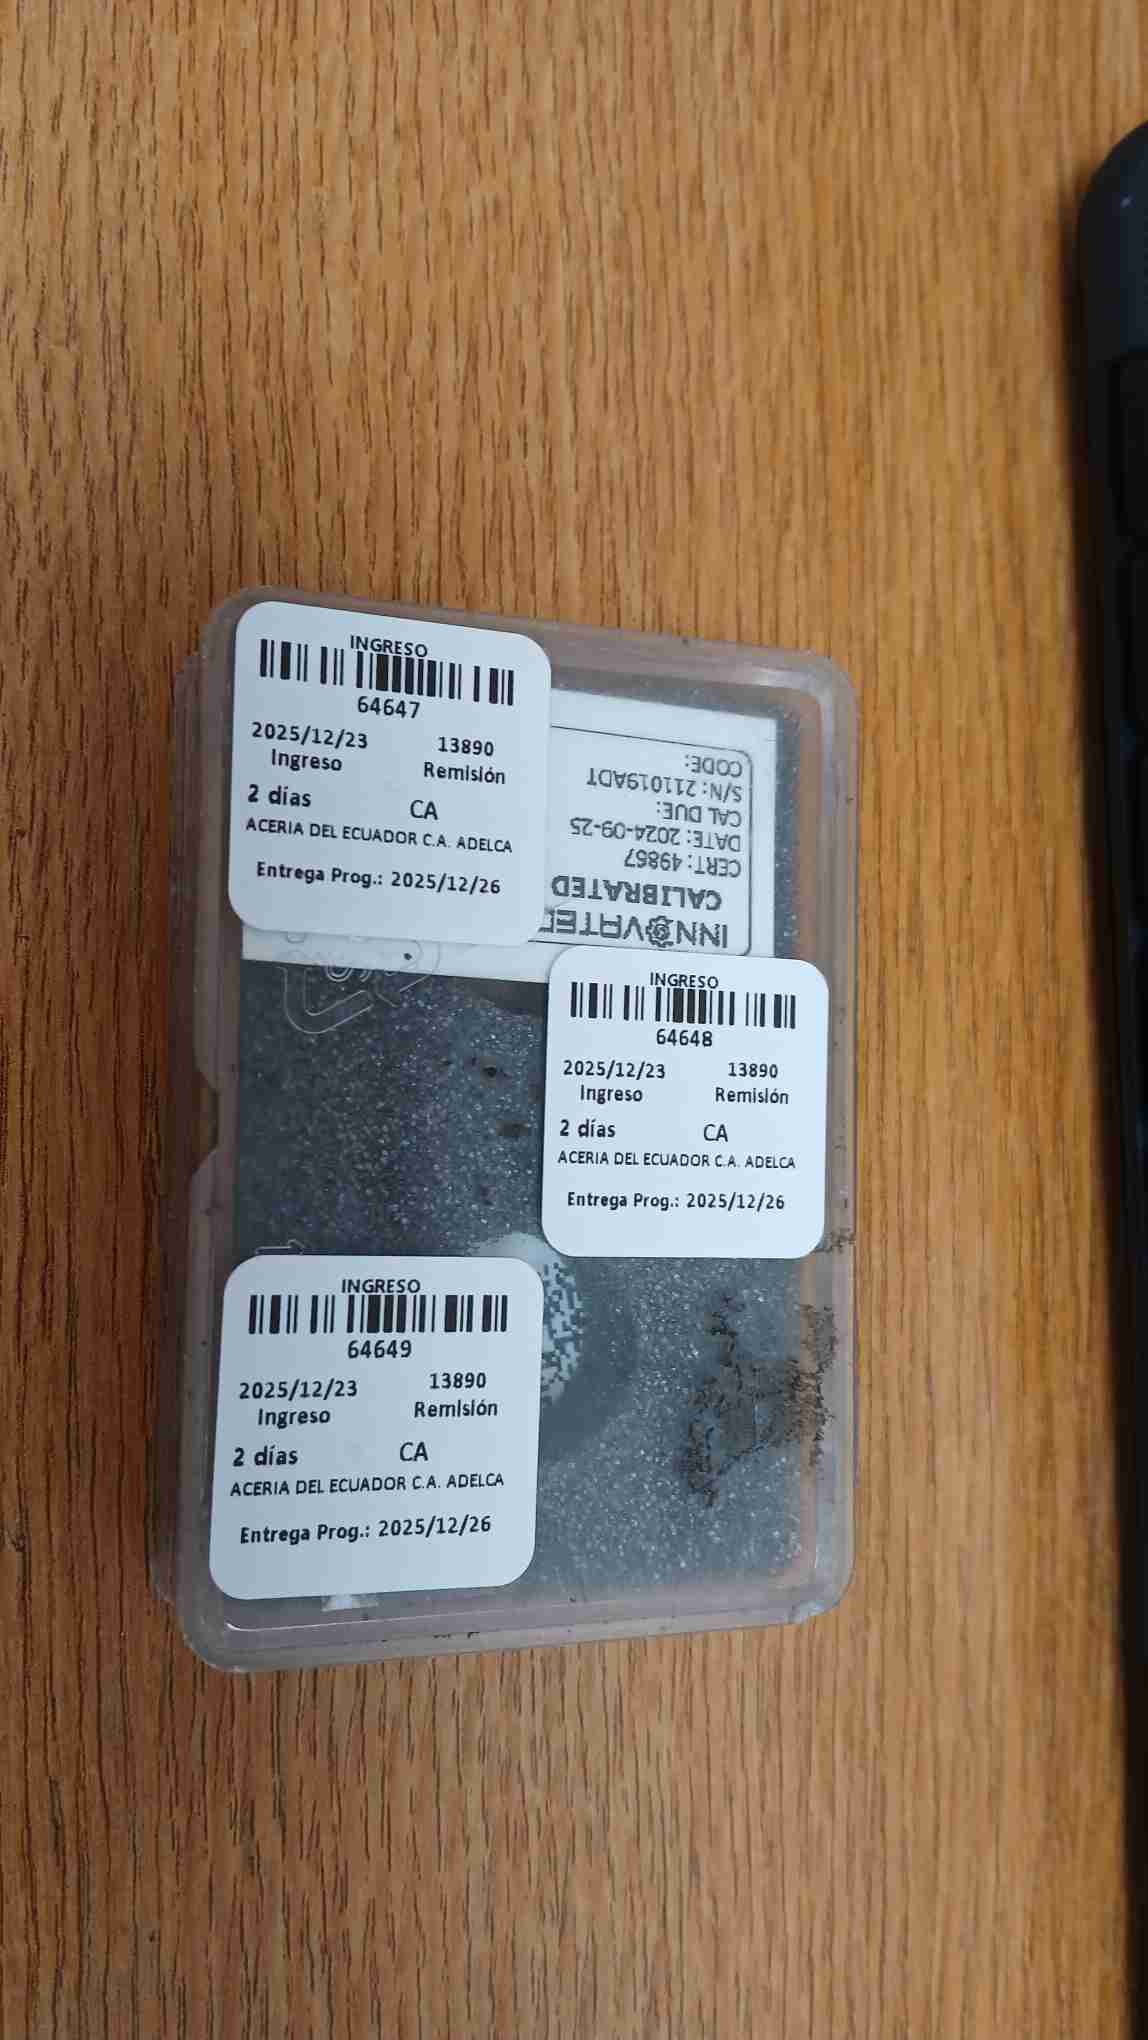 INGRESO
64647
2025/12/23 13890
Ingreso Remisión
2 días CA
ACERIA DEL ECUADOR C.A. ADELCA
Entrega Prog.: 2025/12/26
INNOVATED
CALIBRATED
CERT: 49867
DATE: 2024-09-25
CAL DUE:
S/N: 211019ADT
CODE:
INGRESO
64648
2025/12/23 13890
Ingreso Remisión
2 días CA
ACERIA DEL ECUADOR C.A. ADELCA
Entrega Prog.: 2025/12/26
INGRESO
64649
2025/12/23 13890
Ingreso Remisión
2 días CA
ACERIA DEL ECUADOR C.A. ADELCA
Entrega Prog.: 2025/12/26